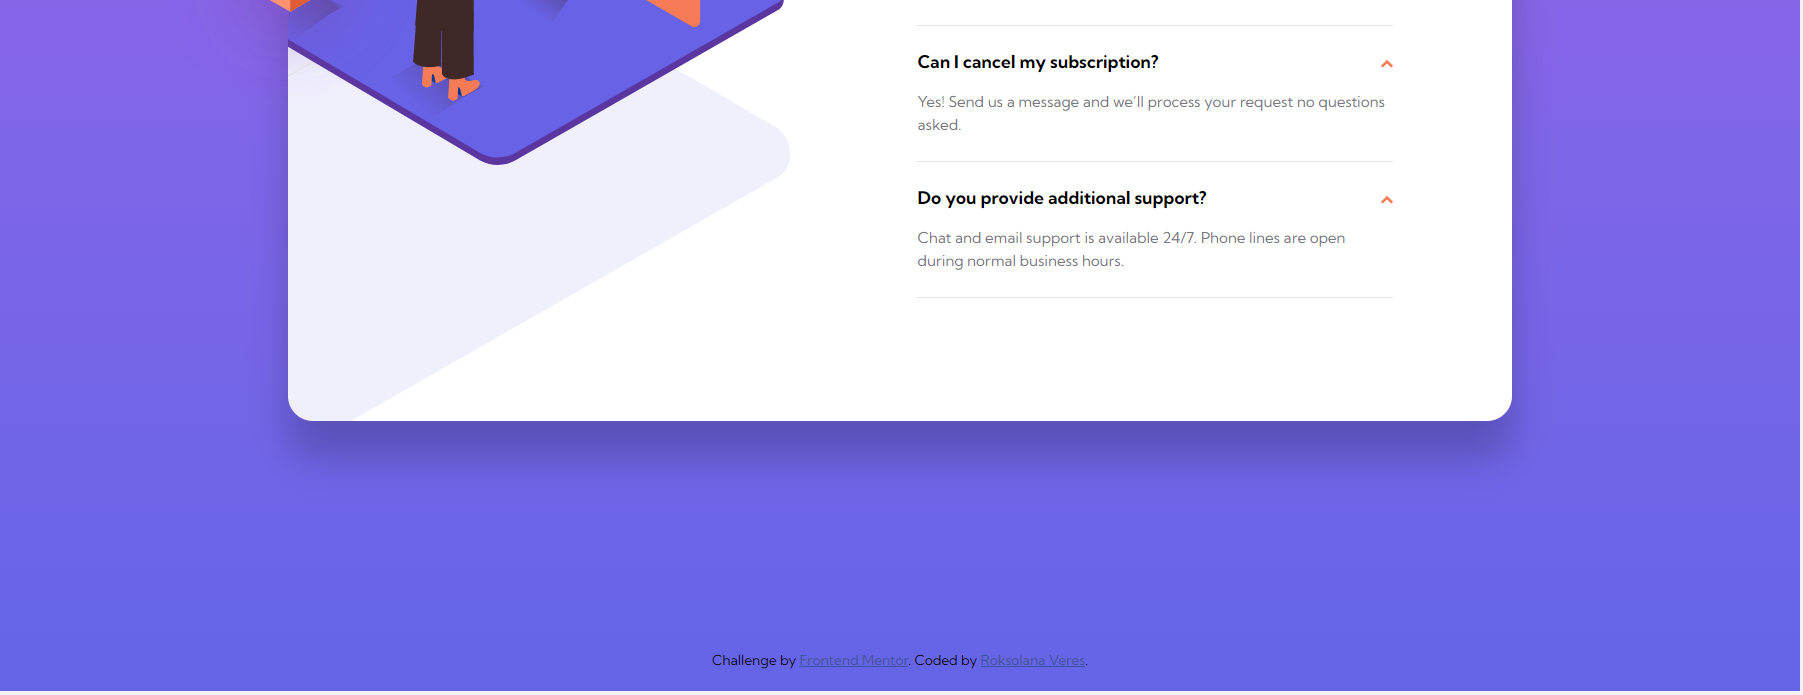 Can I cancel my subscription?
Yes! Send us a message and we’ll process your request no questions
asked.
Do you provide additional support?
Chat and email support is available 24/7. Phone lines are open
during normal business hours.
Challenge by Frontend Mentor. Coded by Roksolana Veres.